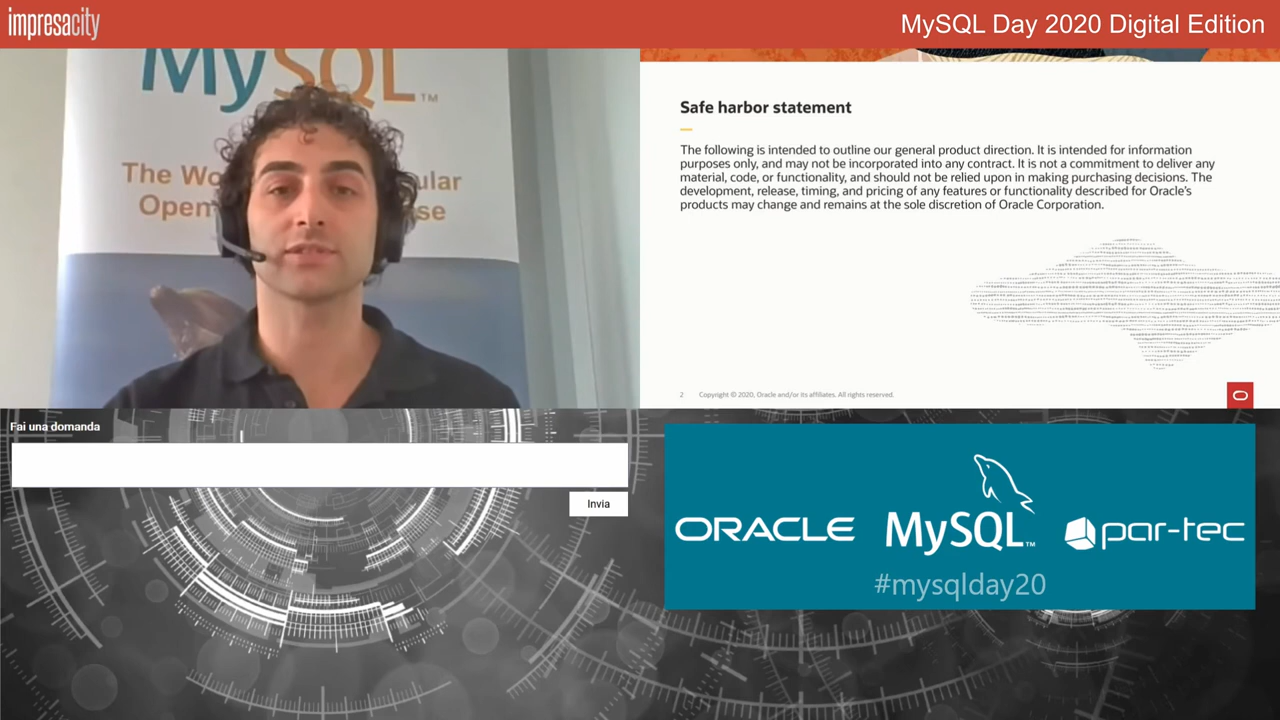 impresacity
MySQL Day 2020 Digital Edition
MySQL™
The Wo ular
Open se
Safe harbor statement
The following is intended to outline our general product direction. It is intended for information
purposes only, and may not be incorporated into any contract. It is not a commitment to deliver any
material, code, or functionality, and should not be relied upon in making purchasing decisions. The
development, release, timing, and pricing of any features or functionality described for Oracle's
products may change and remains at the sole discretion of Oracle Corporation.
2 Copyright © 2020, Oracle and/or its affiliates. All rights reserved.
Fai una domanda
Invia
ORACLE MySQL™ par-tec
#mysqlday20